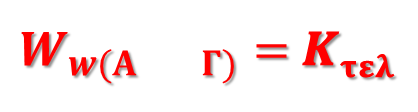 W_w(Α Γ) = K_τελ